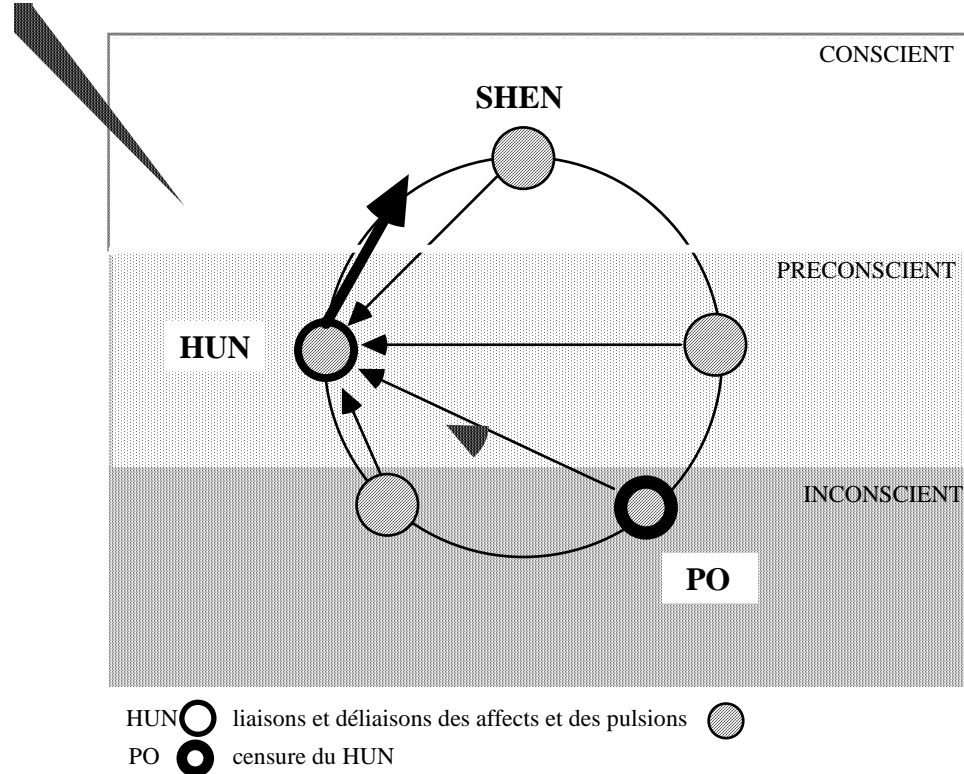 CONSCIENT
SHEN
PRECONSCIENT
HUN
INCONSCIENT
PO
HUN liaisons et déliaisons des affects et des pulsions
PO censure du HUN